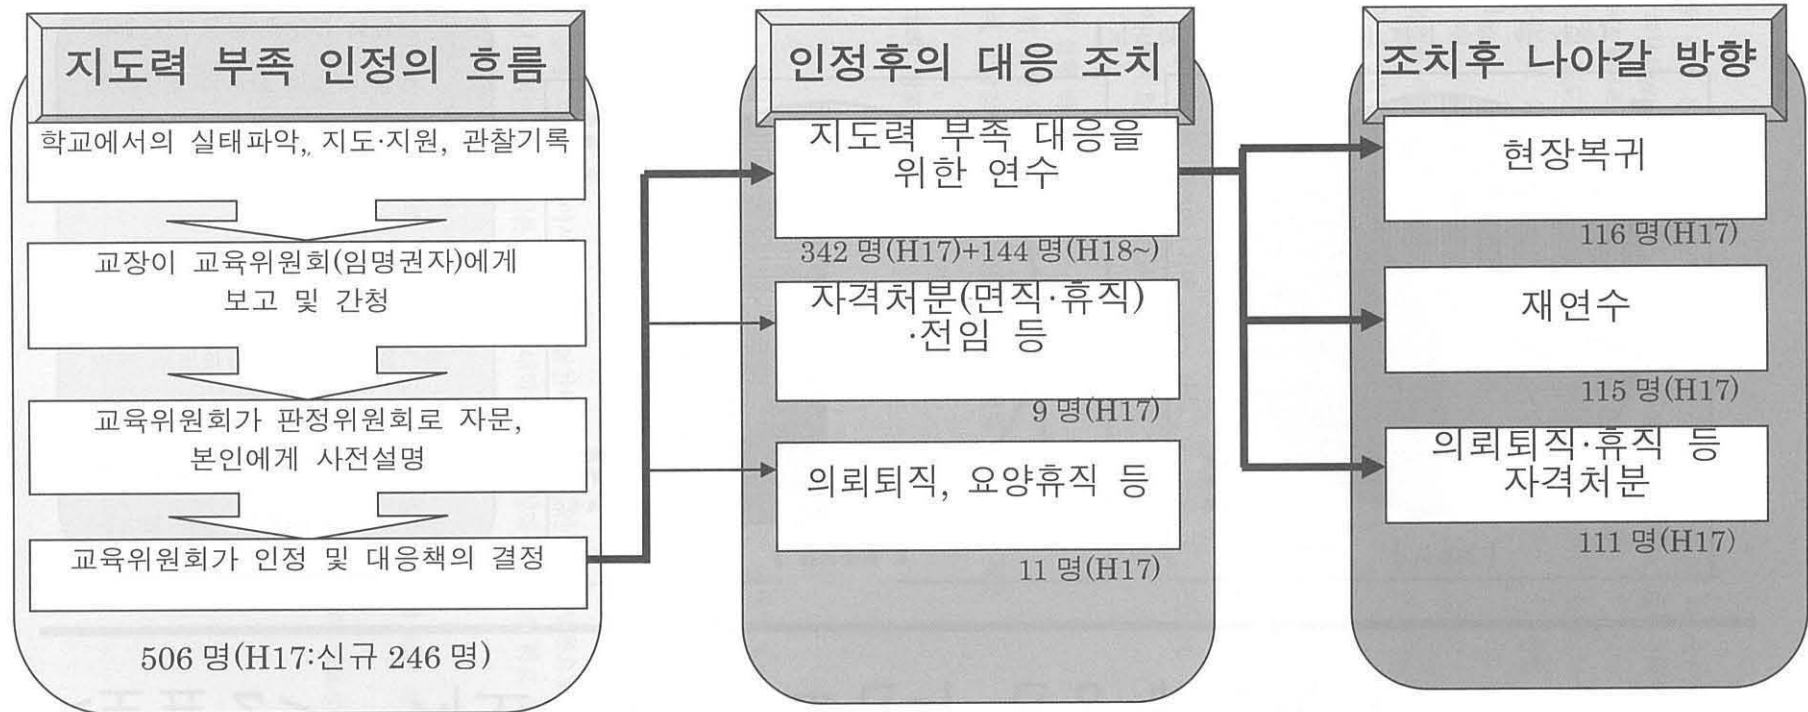 지도력 부족 인정의 흐름
학교에서의 실태파악, 지도·지원, 관찰기록
교장이 교육위원회(임명권자)에게
보고 및 간청
교육위원회가 판정위원회로 자문,
본인에게 사전설명
교육위원회가 인정 및 대응책의 결정
506 명(H17:신규 246 명)
인정후의 대응 조치
지도력 부족 대응을
위한 연수
342 명(H17)+144 명(H18~)
자격처분(면직·휴직)
·전임 등
9 명(H17)
의뢰퇴직, 요양휴직 등
11 명(H17)
조치후 나아갈 방향
현장복귀
116 명(H17)
재연수
115 명(H17)
의뢰퇴직·휴직 등
자격처분
111 명(H17)